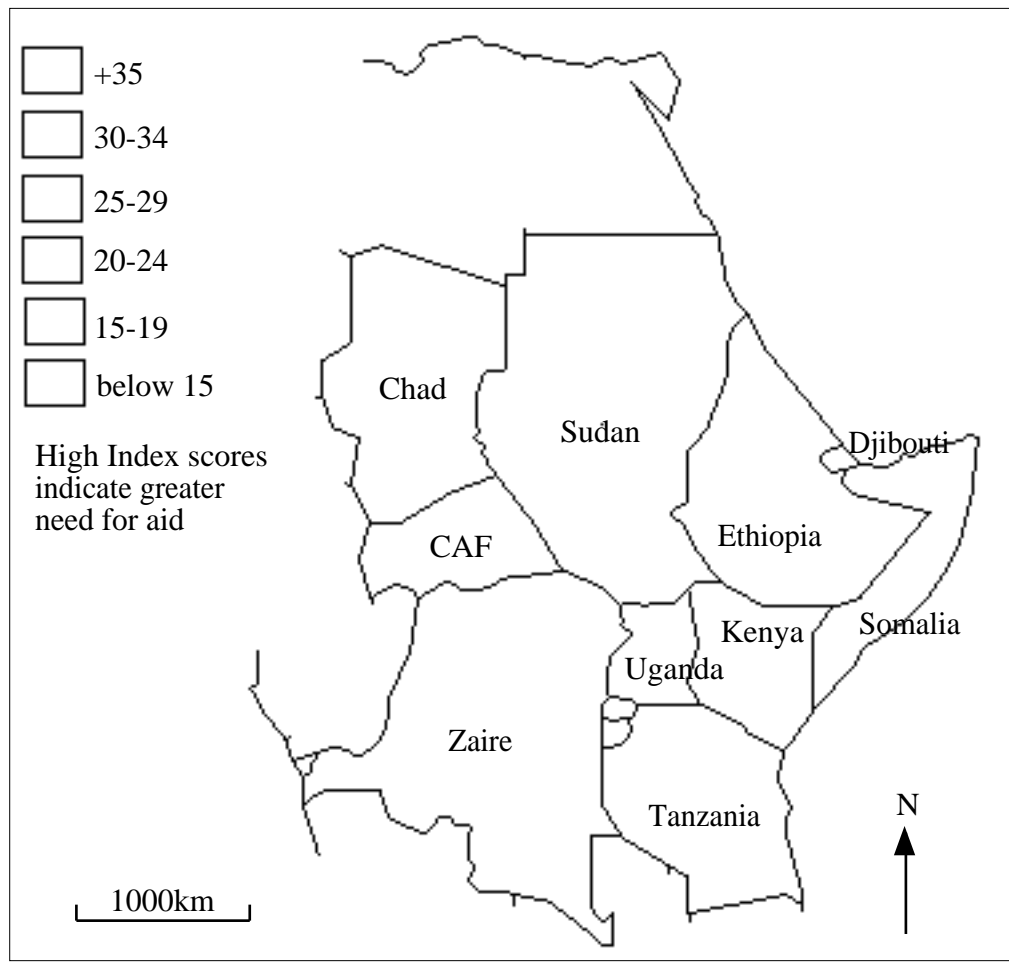 +35
30-34
25-29
20-24
15-19
below 15
High Index scores
indicate greater
need for aid
Chad
Sudan
Djibouti
CAF
Ethiopia
Somalia
Kenya
Uganda
Zaire
Tanzania
N
1000km